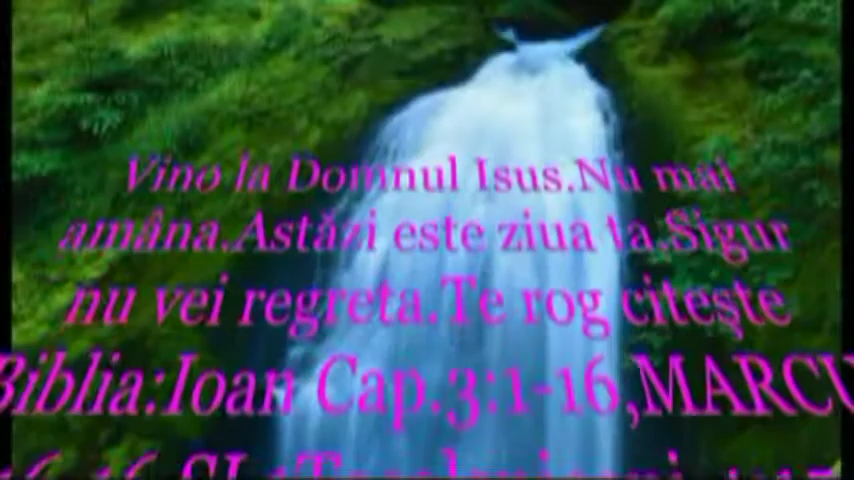 Vino la Domnul Isus.Nu mai
amâna.Astăzi este ziua ta.Sigur
nu vei regreta.Te rog citeşte
Biblia:Ioan Cap.3:1-16,MARCU